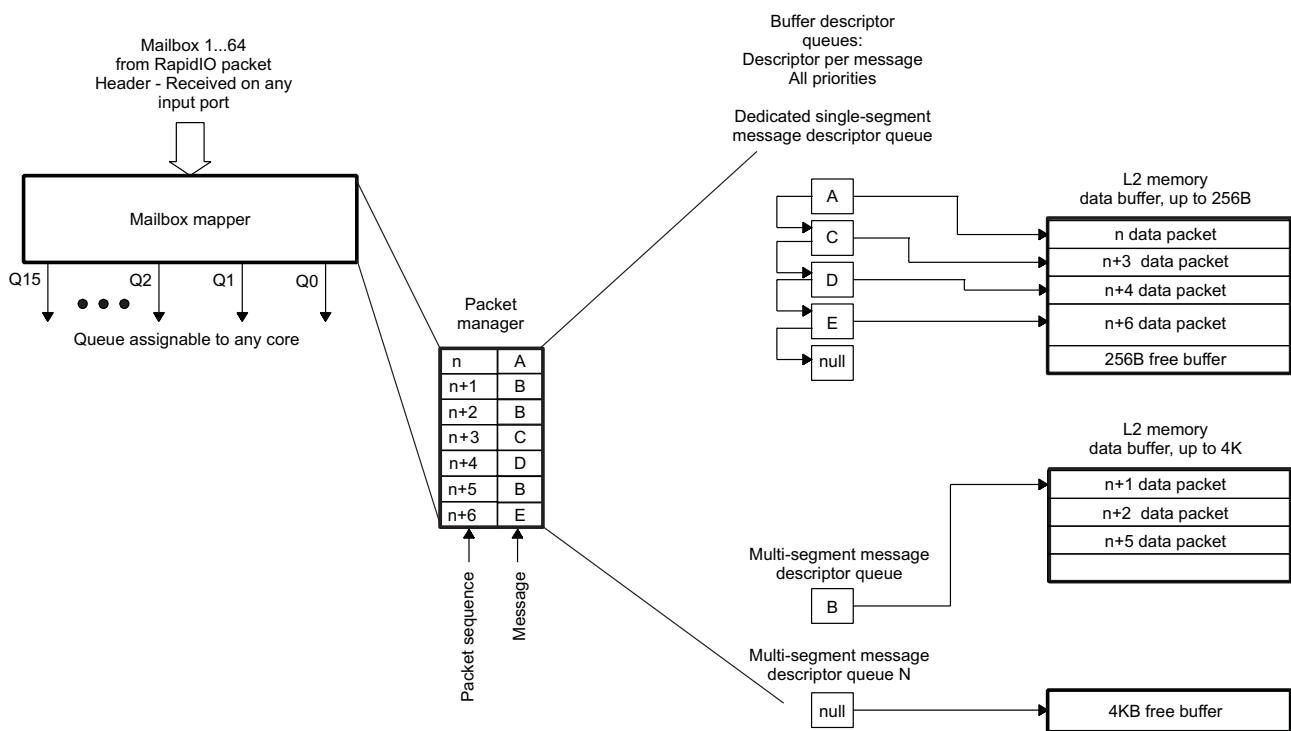 Mailbox 1...64
from RapidIO packet
Header - Received on any
input port
Mailbox mapper
Q15
Q2
Q1
Q0
Queue assignable to any core
Packet
manager
n A
n+1 B
n+2 B
n+3 C
n+4 D
n+5 B
n+6 E
Packet sequence
Message
Buffer descriptor
queues:
Descriptor per message
All priorities
Dedicated single-segment
message descriptor queue
A
C
D
E
null
L2 memory
data buffer, up to 256B
n data packet
n+3 data packet
n+4 data packet
n+6 data packet
256B free buffer
L2 memory
data buffer, up to 4K
n+1 data packet
n+2 data packet
n+5 data packet
Multi-segment message
descriptor queue
B
Multi-segment message
descriptor queue N
null
4KB free buffer